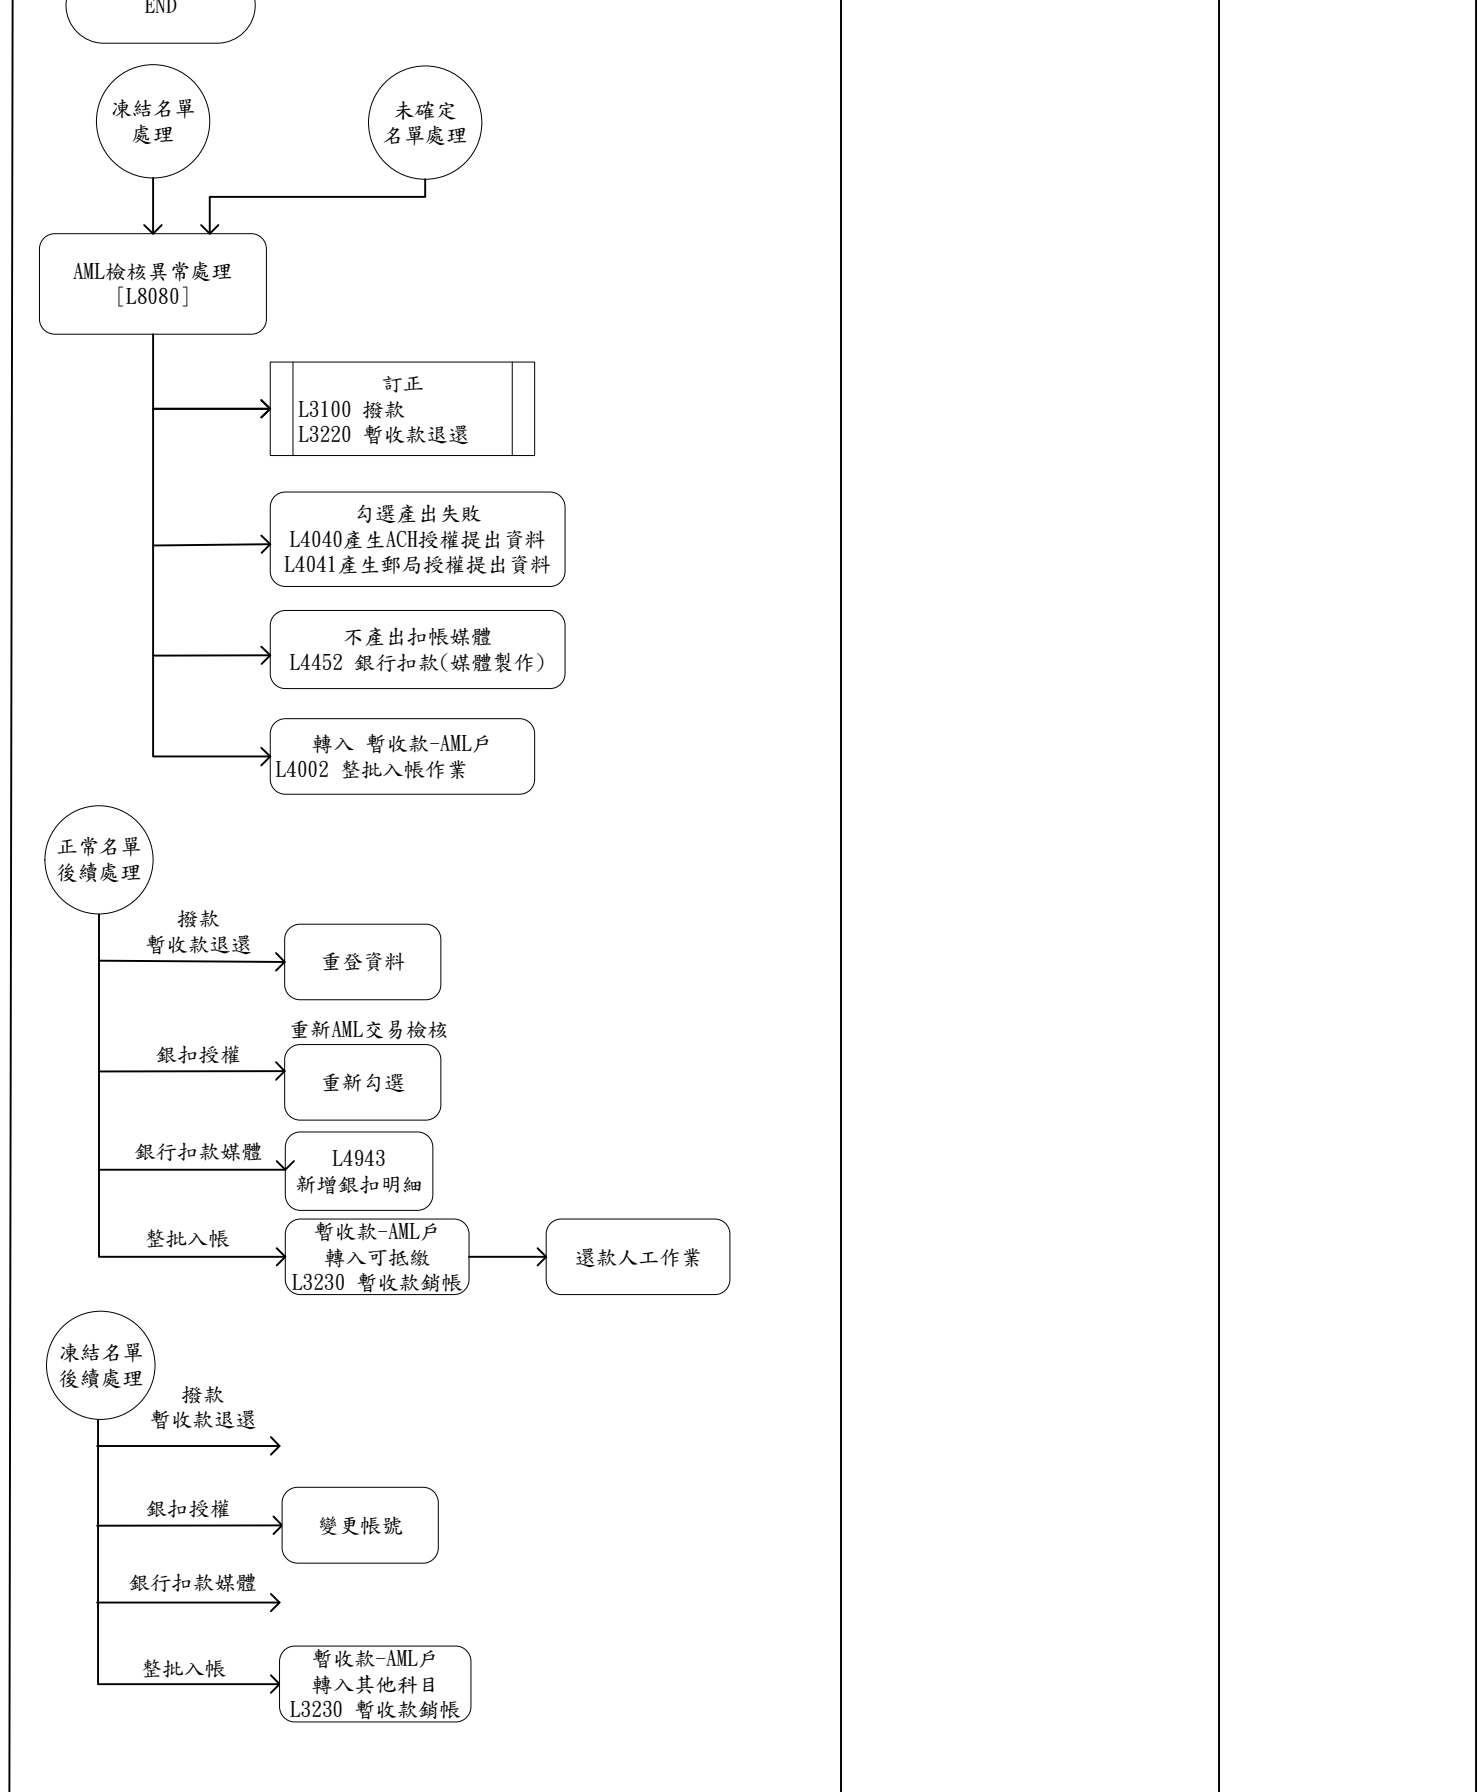 END
凍結名單
處理
未確定
名單處理
AML檢核異常處理
[L8080]
訂正
L3100 撥款
L3220 暫收款退還
勾選產出失敗
L4040產生ACH授權提出資料
L4041產生郵局授權提出資料
不產出扣帳媒體
L4452 銀行扣款(媒體製作)
轉入 暫收款-AML戶
L4002 整批入帳作業
正常名單
後續處理
撥款
暫收款退還
重登資料
重新AML交易檢核
銀扣授權
重新勾選
銀行扣款媒體
L4943
新增銀扣明細
整批入帳
暫收款-AML戶
轉入可抵繳
L3230 暫收款銷帳
還款人工作業
凍結名單
後續處理
撥款
暫收款退還
銀扣授權
變更帳號
銀行扣款媒體
整批入帳
暫收款-AML戶
轉入其他科目
L3230 暫收款銷帳